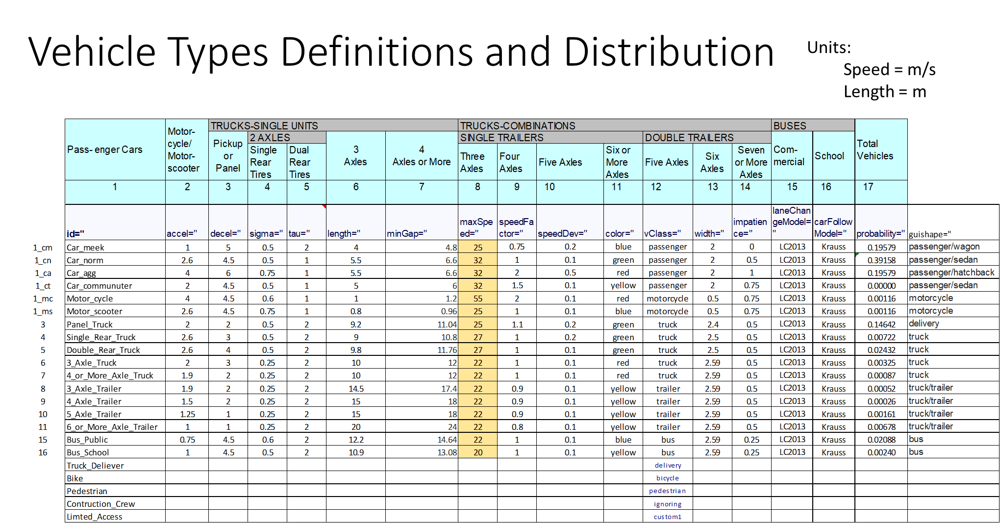 Vehicle Types Definitions and Distribution
Units:
Speed = m/s
Length = m
Pass- enger Cars
Motor-
cycle/
Motor-
scooter
TRUCKS-SINGLE UNITS
Pickup
or
Panel
2 AXLES
Single
Rear
Tires
Dual
Rear
Tires
3
Axles
4
Axles or More
TRUCKS-COMBINATIONS
SINGLE TRAILERS
Three
Axles
Four
Axles
Five Axles
Six or
More
Axles
DOUBLE TRAILERS
Five Axles
Six
Axles
Seven
or More
Axles
BUSES
Com-
mercial
School
Total
Vehicles
1 2 3 4 5 6 7 8 9 10 11 12 13 14 15 16 17
id="
accel="
decel="
sigma="
tau="
length="
minGap="
maxSpe
ed="
speedFa
ctor="
speedDev="
color="
vClass="
width="
impatien
ce="
laneChan
geModel=
"
carFollow
Model="
probability="
guishape="
1_cm Car_meek 1 5 0.5 2 4 4.8 25 0.75 0.2 blue passenger 2 0 LC2013 Krauss 0.19579 passenger/wagon
1_cn Car_norm 2.6 4.5 0.5 1 5.5 6.6 32 1 0.1 green passenger 2 0.5 LC2013 Krauss 0.39158 passenger/sedan
1_ca Car_agg 4 6 0.75 1 5.5 6.6 32 2 0.5 red passenger 2 1 LC2013 Krauss 0.19579 passenger/hatchback
1_ct Car_communuter 2 4.5 0.5 1 5 6 32 1.5 0.1 yellow passenger 2 0.75 LC2013 Krauss 0.00000 passenger/sedan
1_mc Motor_cycle 4 4.5 0.6 1 1 1.2 55 2 0.1 red motorcycle 0.5 0.75 LC2013 Krauss 0.00116 motorcycle
1_ms Motor_scooter 2.6 4.5 0.75 1 0.8 0.96 25 1 0.1 blue motorcycle 0.5 0.75 LC2013 Krauss 0.00116 motorcycle
3 Panel_Truck 2 2 0.5 2 9.2 11.04 25 1.1 0.2 green truck 2.4 0.5 LC2013 Krauss 0.14642 delivery
4 Single_Rear_Truck 2.6 3 0.5 2 9 10.8 27 1 0.2 green truck 2.5 0.5 LC2013 Krauss 0.00722 truck
5 Double_Rear_Truck 2.6 4 0.5 2 9.8 11.76 27 1 0.1 green truck 2.5 0.5 LC2013 Krauss 0.02432 truck
6 3_Axle_Truck 2 3 0.25 2 10 12 22 1 0.1 red truck 2.59 0.5 LC2013 Krauss 0.00325 truck
7 4_or_More_Axle_Truck 1.9 2 0.25 2 10 12 22 1 0.1 red truck 2.59 0.5 LC2013 Krauss 0.00087 truck
8 3_Axle_Trailer 1.9 2 0.25 2 14.5 17.4 22 0.9 0.1 yellow trailer 2.59 0.5 LC2013 Krauss 0.00052 truck/trailer
9 4_Axle_Trailer 1.5 2 0.25 2 15 18 22 0.9 0.1 yellow trailer 2.59 0.5 LC2013 Krauss 0.00026 truck/trailer
10 5_Axle_Trailer 1.25 1 0.25 2 15 18 22 0.9 0.1 yellow trailer 2.59 0.5 LC2013 Krauss 0.00161 truck/trailer
11 6_or_More_Axle_Trailer 1 1 0.25 2 20 24 22 0.8 0.1 yellow trailer 2.59 0.5 LC2013 Krauss 0.00678 truck/trailer
15 Bus_Public 0.75 4.5 0.6 2 12.2 14.64 22 1 0.1 blue bus 2.59 0.25 LC2013 Krauss 0.02088 bus
16 Bus_School 1 4.5 0.5 2 10.9 13.08 20 1 0.1 yellow bus 2.59 0.25 LC2013 Krauss 0.00240 bus
Truck_Deliever delivery
Bike bicycle
Pedestrian pedestrian
Contruction_Crew ignoring
Limted_Access custom1